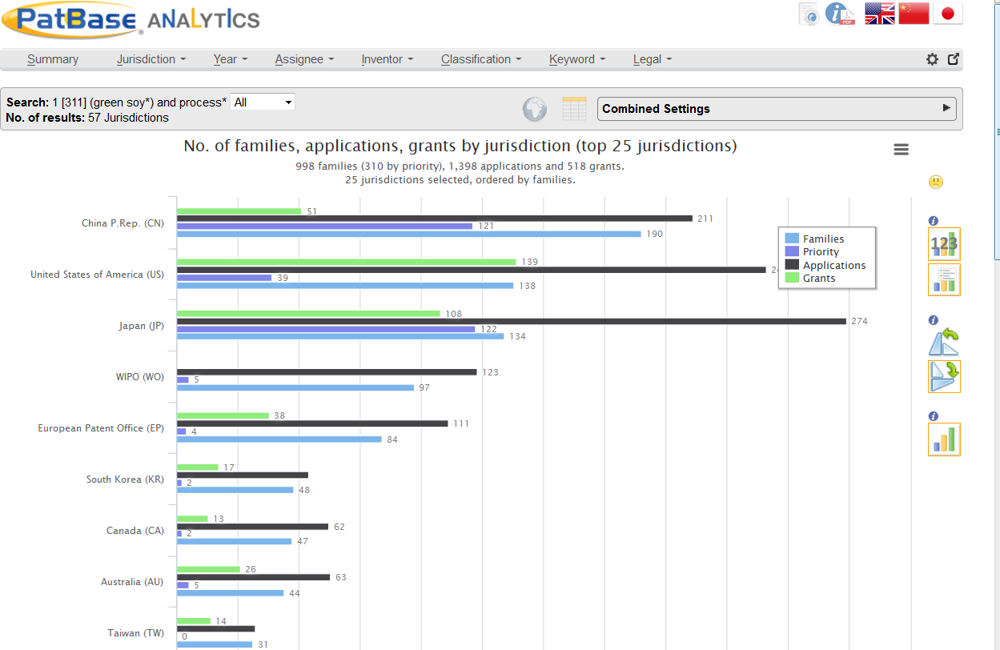 PatBase ANALYTICS
PDF
Summary Jurisdiction Year Assignee Inventor Classification Keyword Legal
Search: 1 [311] (green soy*) and process* All
No. of results: 57 Jurisdictions
Combined Settings
No. of families, applications, grants by jurisdiction (top 25 jurisdictions)
998 families (310 by priority), 1,398 applications and 518 grants.
25 jurisdictions selected, ordered by families.
China P.Rep. (CN)
51
211
121
190
Families
Priority
Applications
Grants
123
United States of America (US)
139
39
138
Japan (JP)
108
274
122
134
WIPO (WO)
123
5
97
European Patent Office (EP)
38
111
4
84
South Korea (KR)
17
2
48
Canada (CA)
13
62
2
47
Australia (AU)
26
63
5
44
Taiwan (TW)
14
0
31